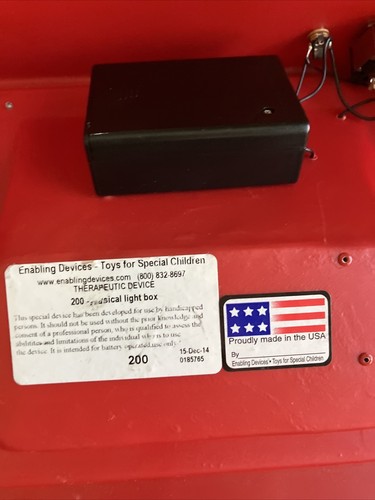 Enabling Devices - Toys for Special Children
www.enablingdevices.com (800) 832-8697
THERAPEUTIC DEVICE
200 - musical light box
This special device has been developed for use by handicapped
persons. It should not be used without the prior knowledge and
consent of a professional person, who is qualified to assess the
abilities and limitations of the individual who is to use
the device. It is intended for battery operated use only.
200
15-Dec-14
0185765
Proudly made in the USA
By
Enabling Devices • Toys for Special Children